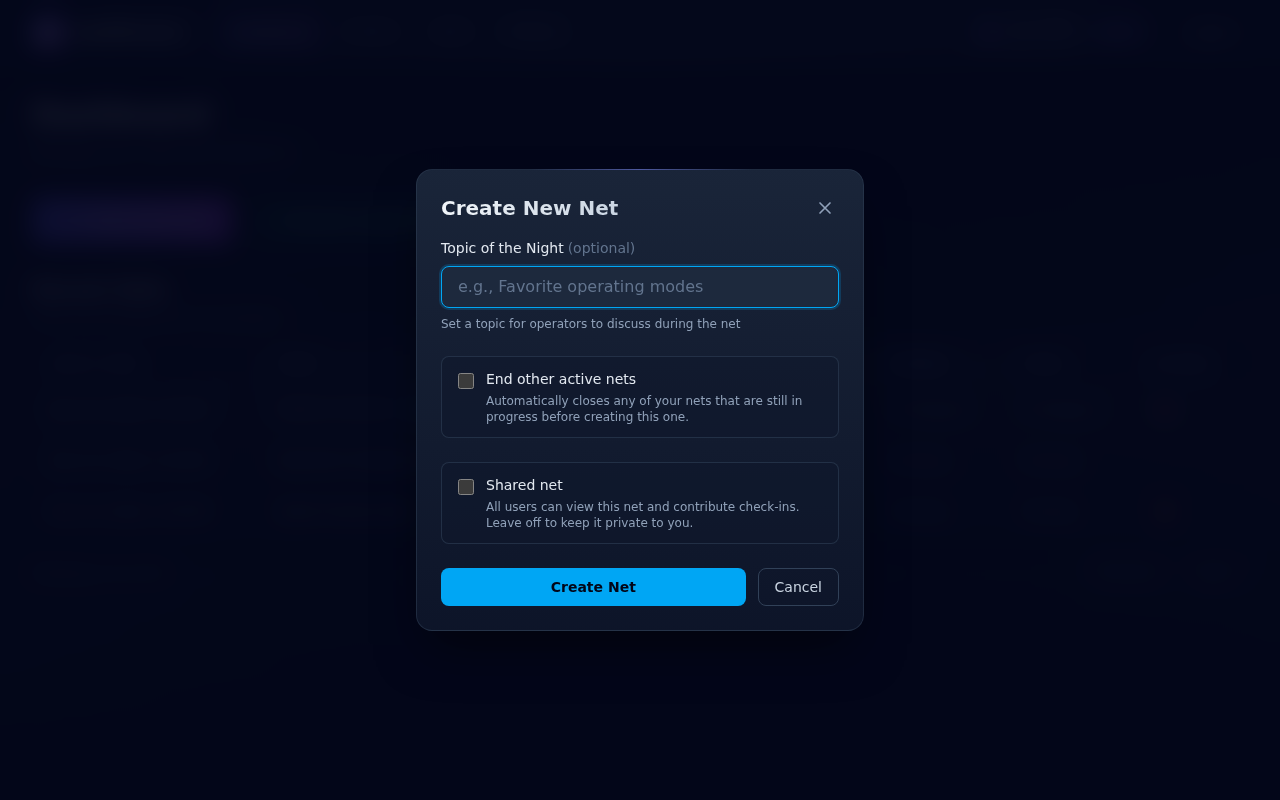 Create New Net
Topic of the Night (optional)
e.g., Favorite operating modes
Set a topic for operators to discuss during the net
End other active nets
Automatically closes any of your nets that are still in
progress before creating this one.
Shared net
All users can view this net and contribute check-ins.
Leave off to keep it private to you.
Create Net
Cancel